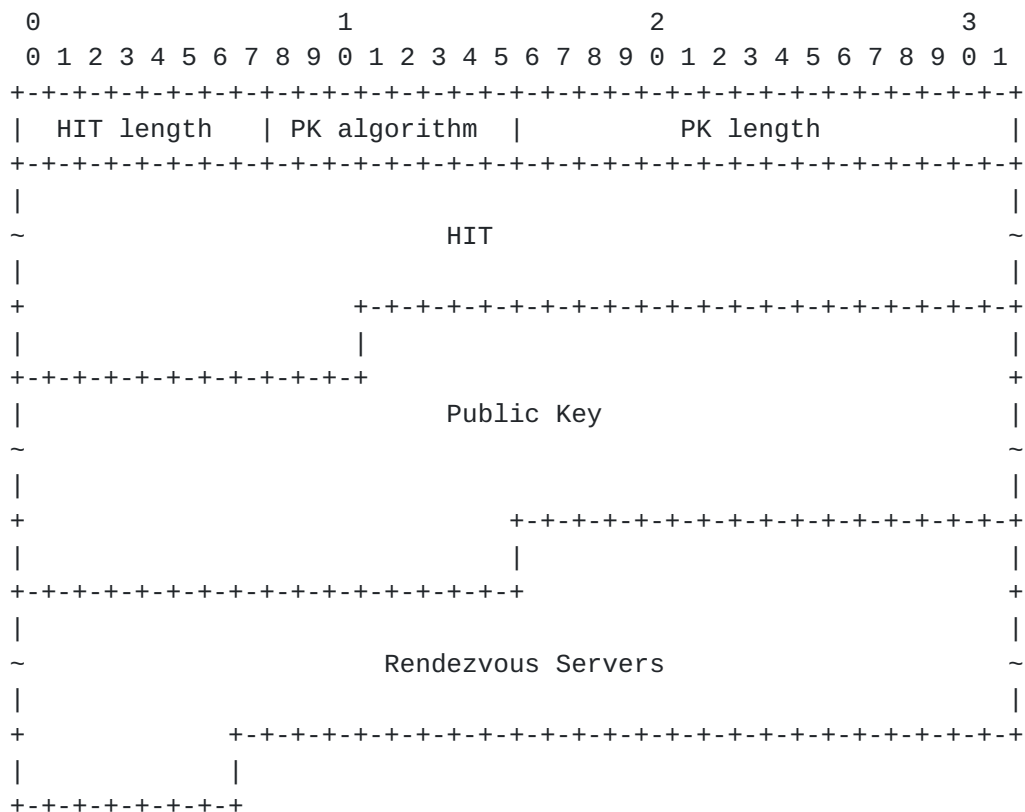 0                   1                   2                   3
 0 1 2 3 4 5 6 7 8 9 0 1 2 3 4 5 6 7 8 9 0 1 2 3 4 5 6 7 8 9 0 1
+-+-+-+-+-+-+-+-+-+-+-+-+-+-+-+-+-+-+-+-+-+-+-+-+-+-+-+-+-+-+-+-+
|  HIT length   | PK algorithm  |          PK length            |
+-+-+-+-+-+-+-+-+-+-+-+-+-+-+-+-+-+-+-+-+-+-+-+-+-+-+-+-+-+-+-+-+
|                                                               |
~                           HIT                                 ~
|                                                               |
+                     +-+-+-+-+-+-+-+-+-+-+-+-+-+-+-+-+-+-+-+-+-+
|                     |                                         |
+-+-+-+-+-+-+-+-+-+-+-+                                         +
|                           Public Key                          |
~                                                               ~
|                                                               |
+                               +-+-+-+-+-+-+-+-+-+-+-+-+-+-+-+-+
|                               |                               |
+-+-+-+-+-+-+-+-+-+-+-+-+-+-+-+-+                               +
|                                                               |
~                       Rendezvous Servers                      ~
|                                                               |
+             +-+-+-+-+-+-+-+-+-+-+-+-+-+-+-+-+-+-+-+-+-+-+-+-+-+
|             |
+-+-+-+-+-+-+-+